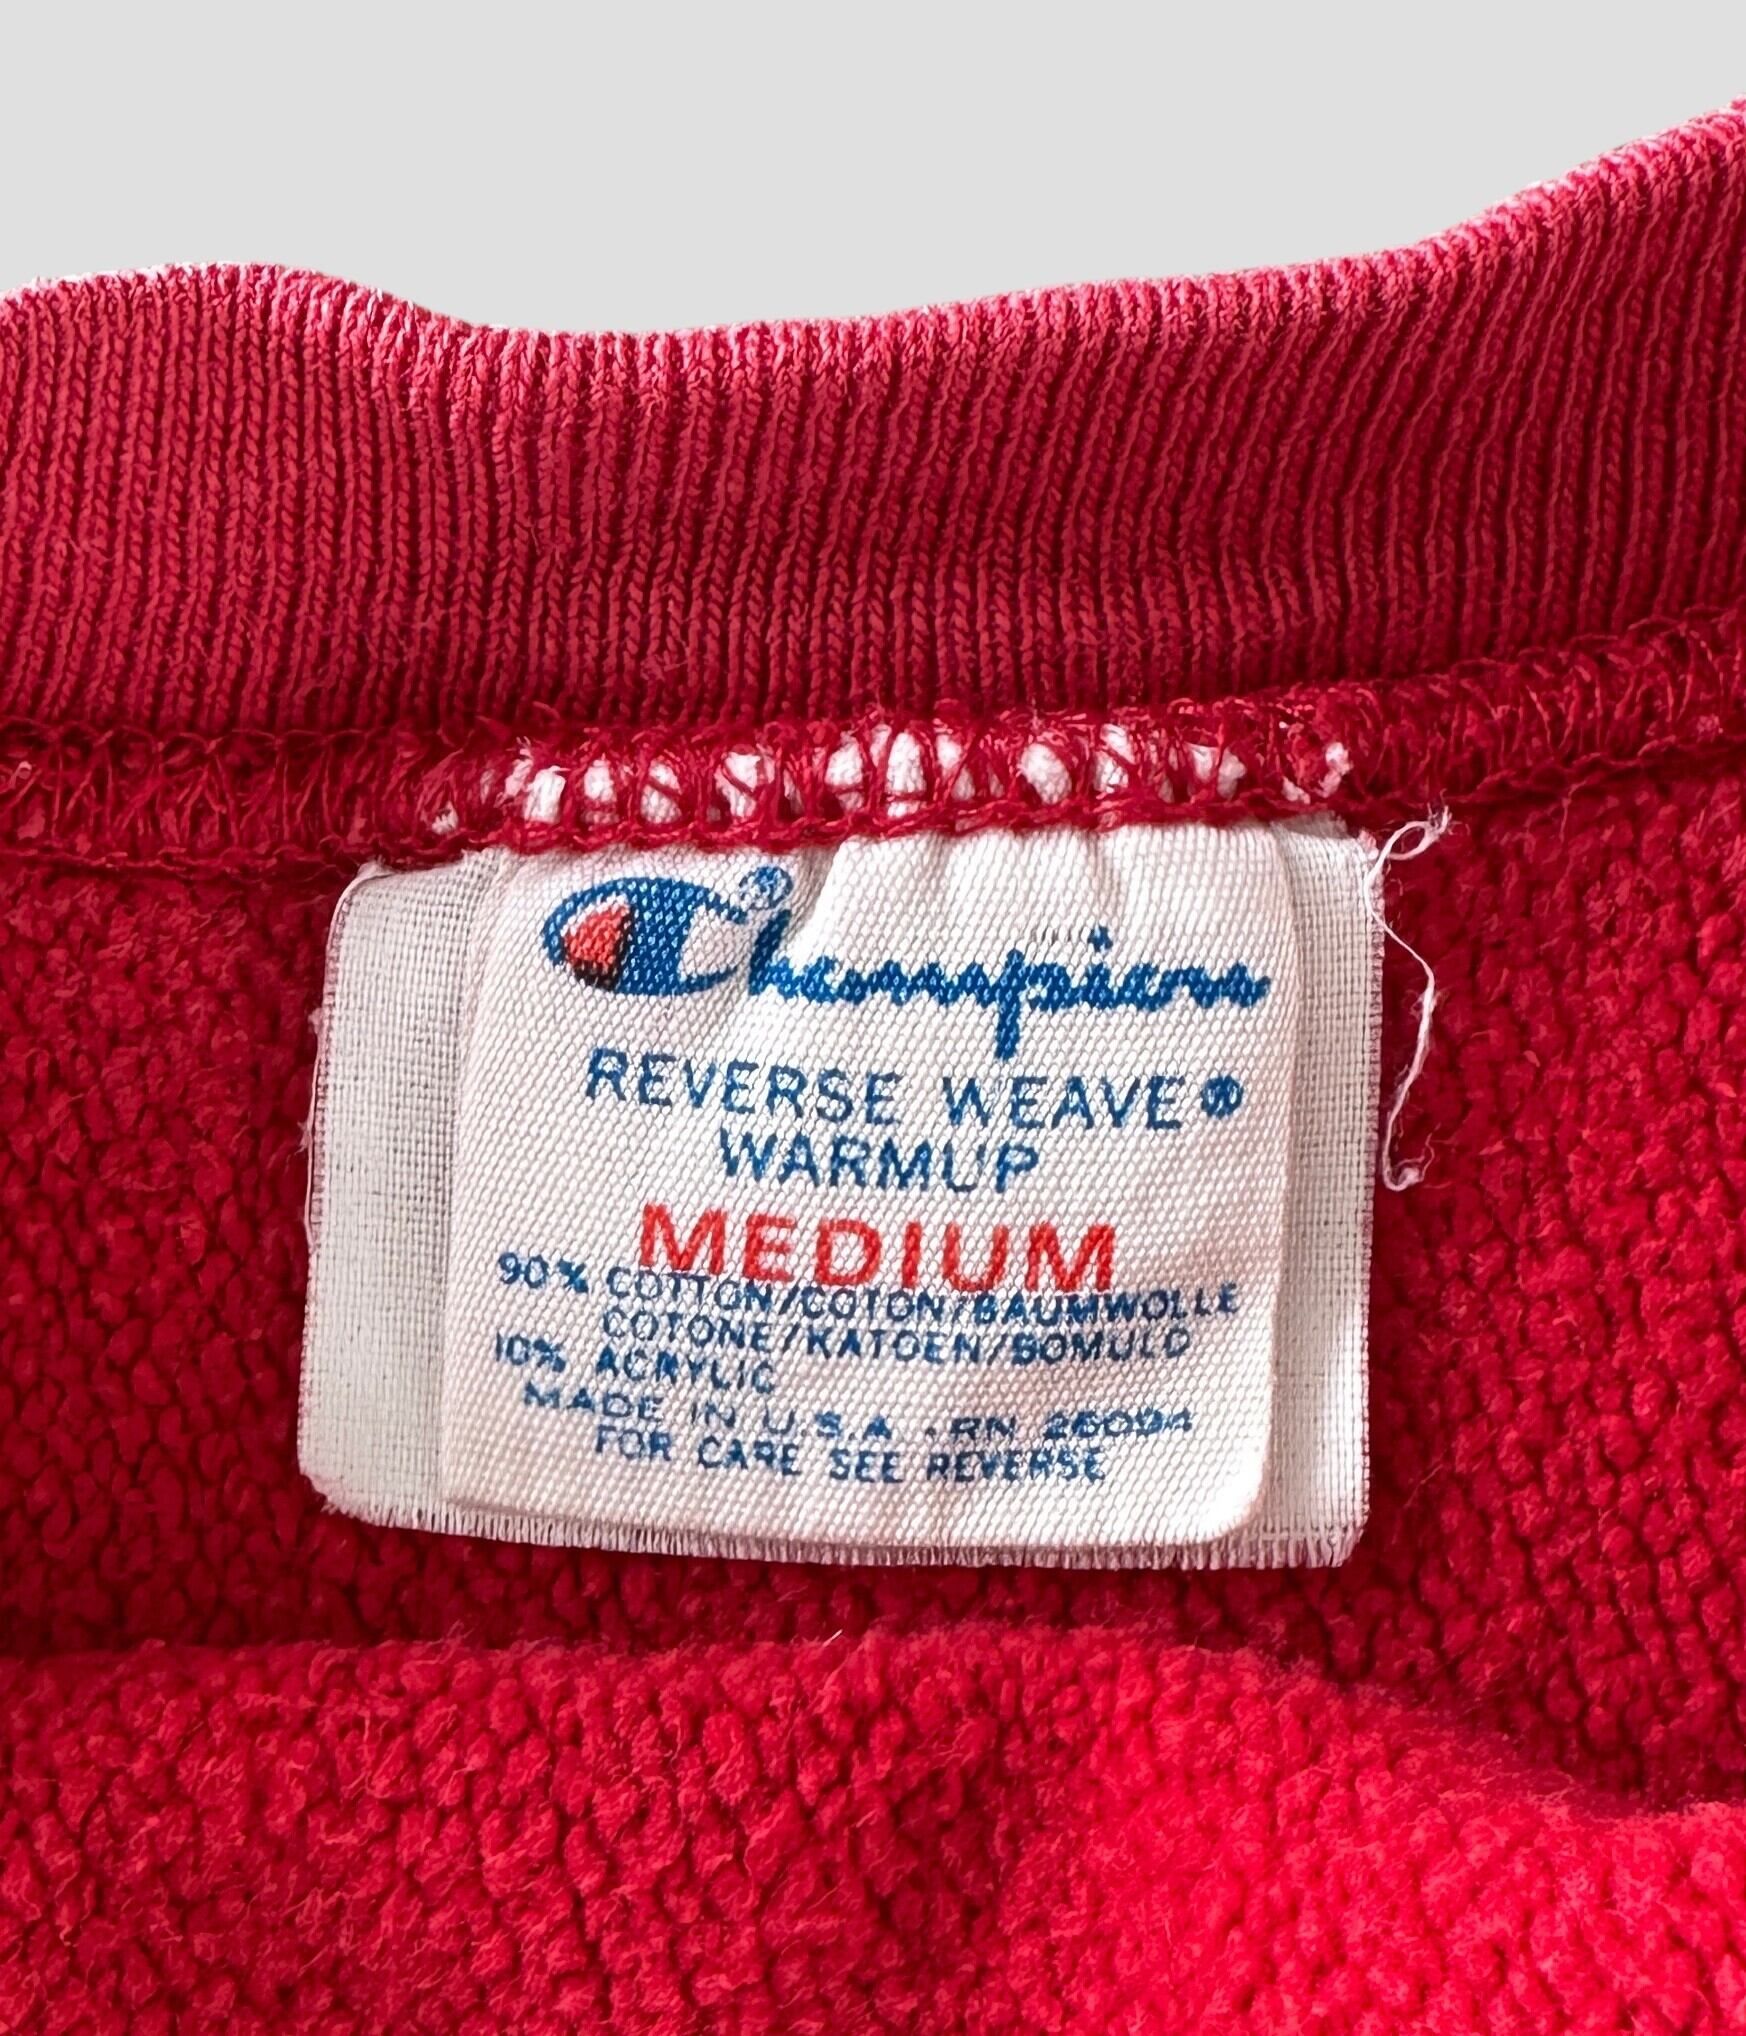 Champion®
REVERSE WEAVE®
WARMUP
MEDIUM
90% COTTON/COTON/BAUMWOLLE
COTONE/KATOEN/BOMULD
10% ACRYLIC
MADE IN U.S.A. RN 26094
FOR CARE SEE REVERSE